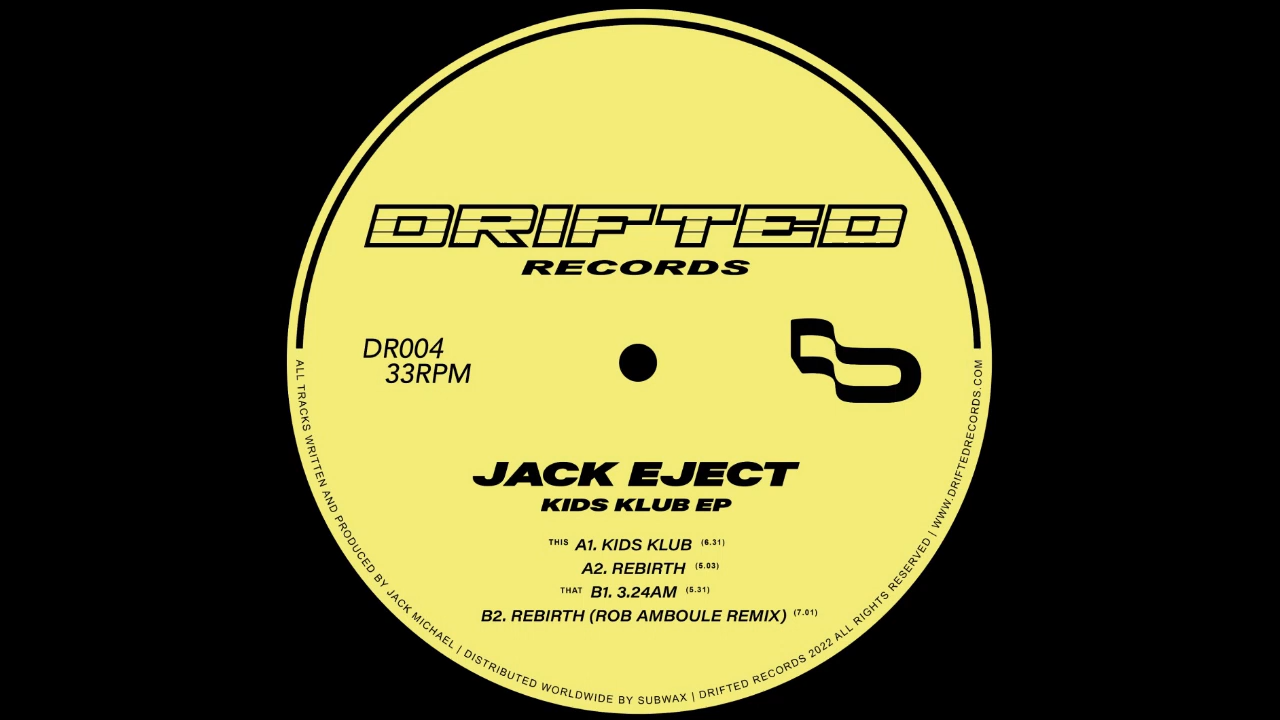 DRIFTED
RECORDS
DR004
33RPM
JACK EJECT
KIDS KLUB EP
THIS A1. KIDS KLUB (6.31)
A2. REBIRTH (5.03)
THAT B1. 3.24AM (5.31)
B2. REBIRTH (ROB AMBOULE REMIX) (7.01)
ALL TRACKS WRITTEN AND PRODUCED BY JACK MICHAEL | DISTRIBUTED WORLDWIDE BY SUBWAX | DRIFTED RECORDS 2022 ALL RIGHTS RESERVED | WWW.DRIFTEDRECORDS.COM